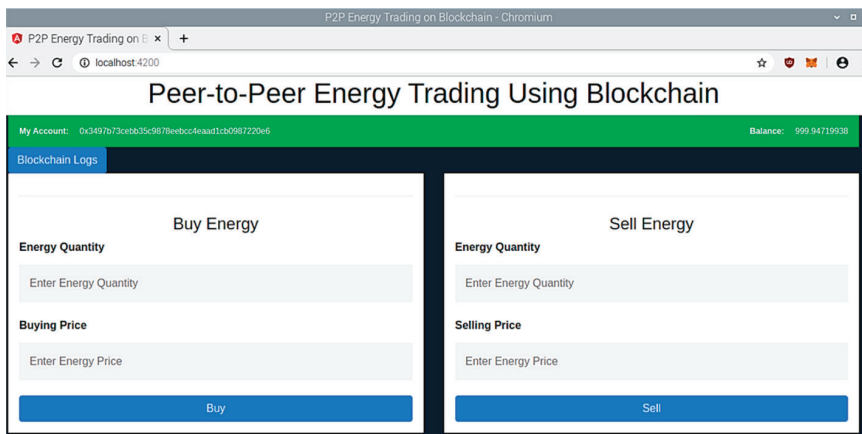 P2P Energy Trading on Blockchain - Chromium
P2P Energy Trading on B
localhost:4200
Peer-to-Peer Energy Trading Using Blockchain
My Account: 0x3497b73cebb35c9878eebcc4eaad1cb0987220e6 Balance: 999.94719938
Blockchain Logs
Buy Energy
Energy Quantity
Enter Energy Quantity
Buying Price
Enter Energy Price
Buy
Sell Energy
Energy Quantity
Enter Energy Quantity
Selling Price
Enter Energy Price
Sell